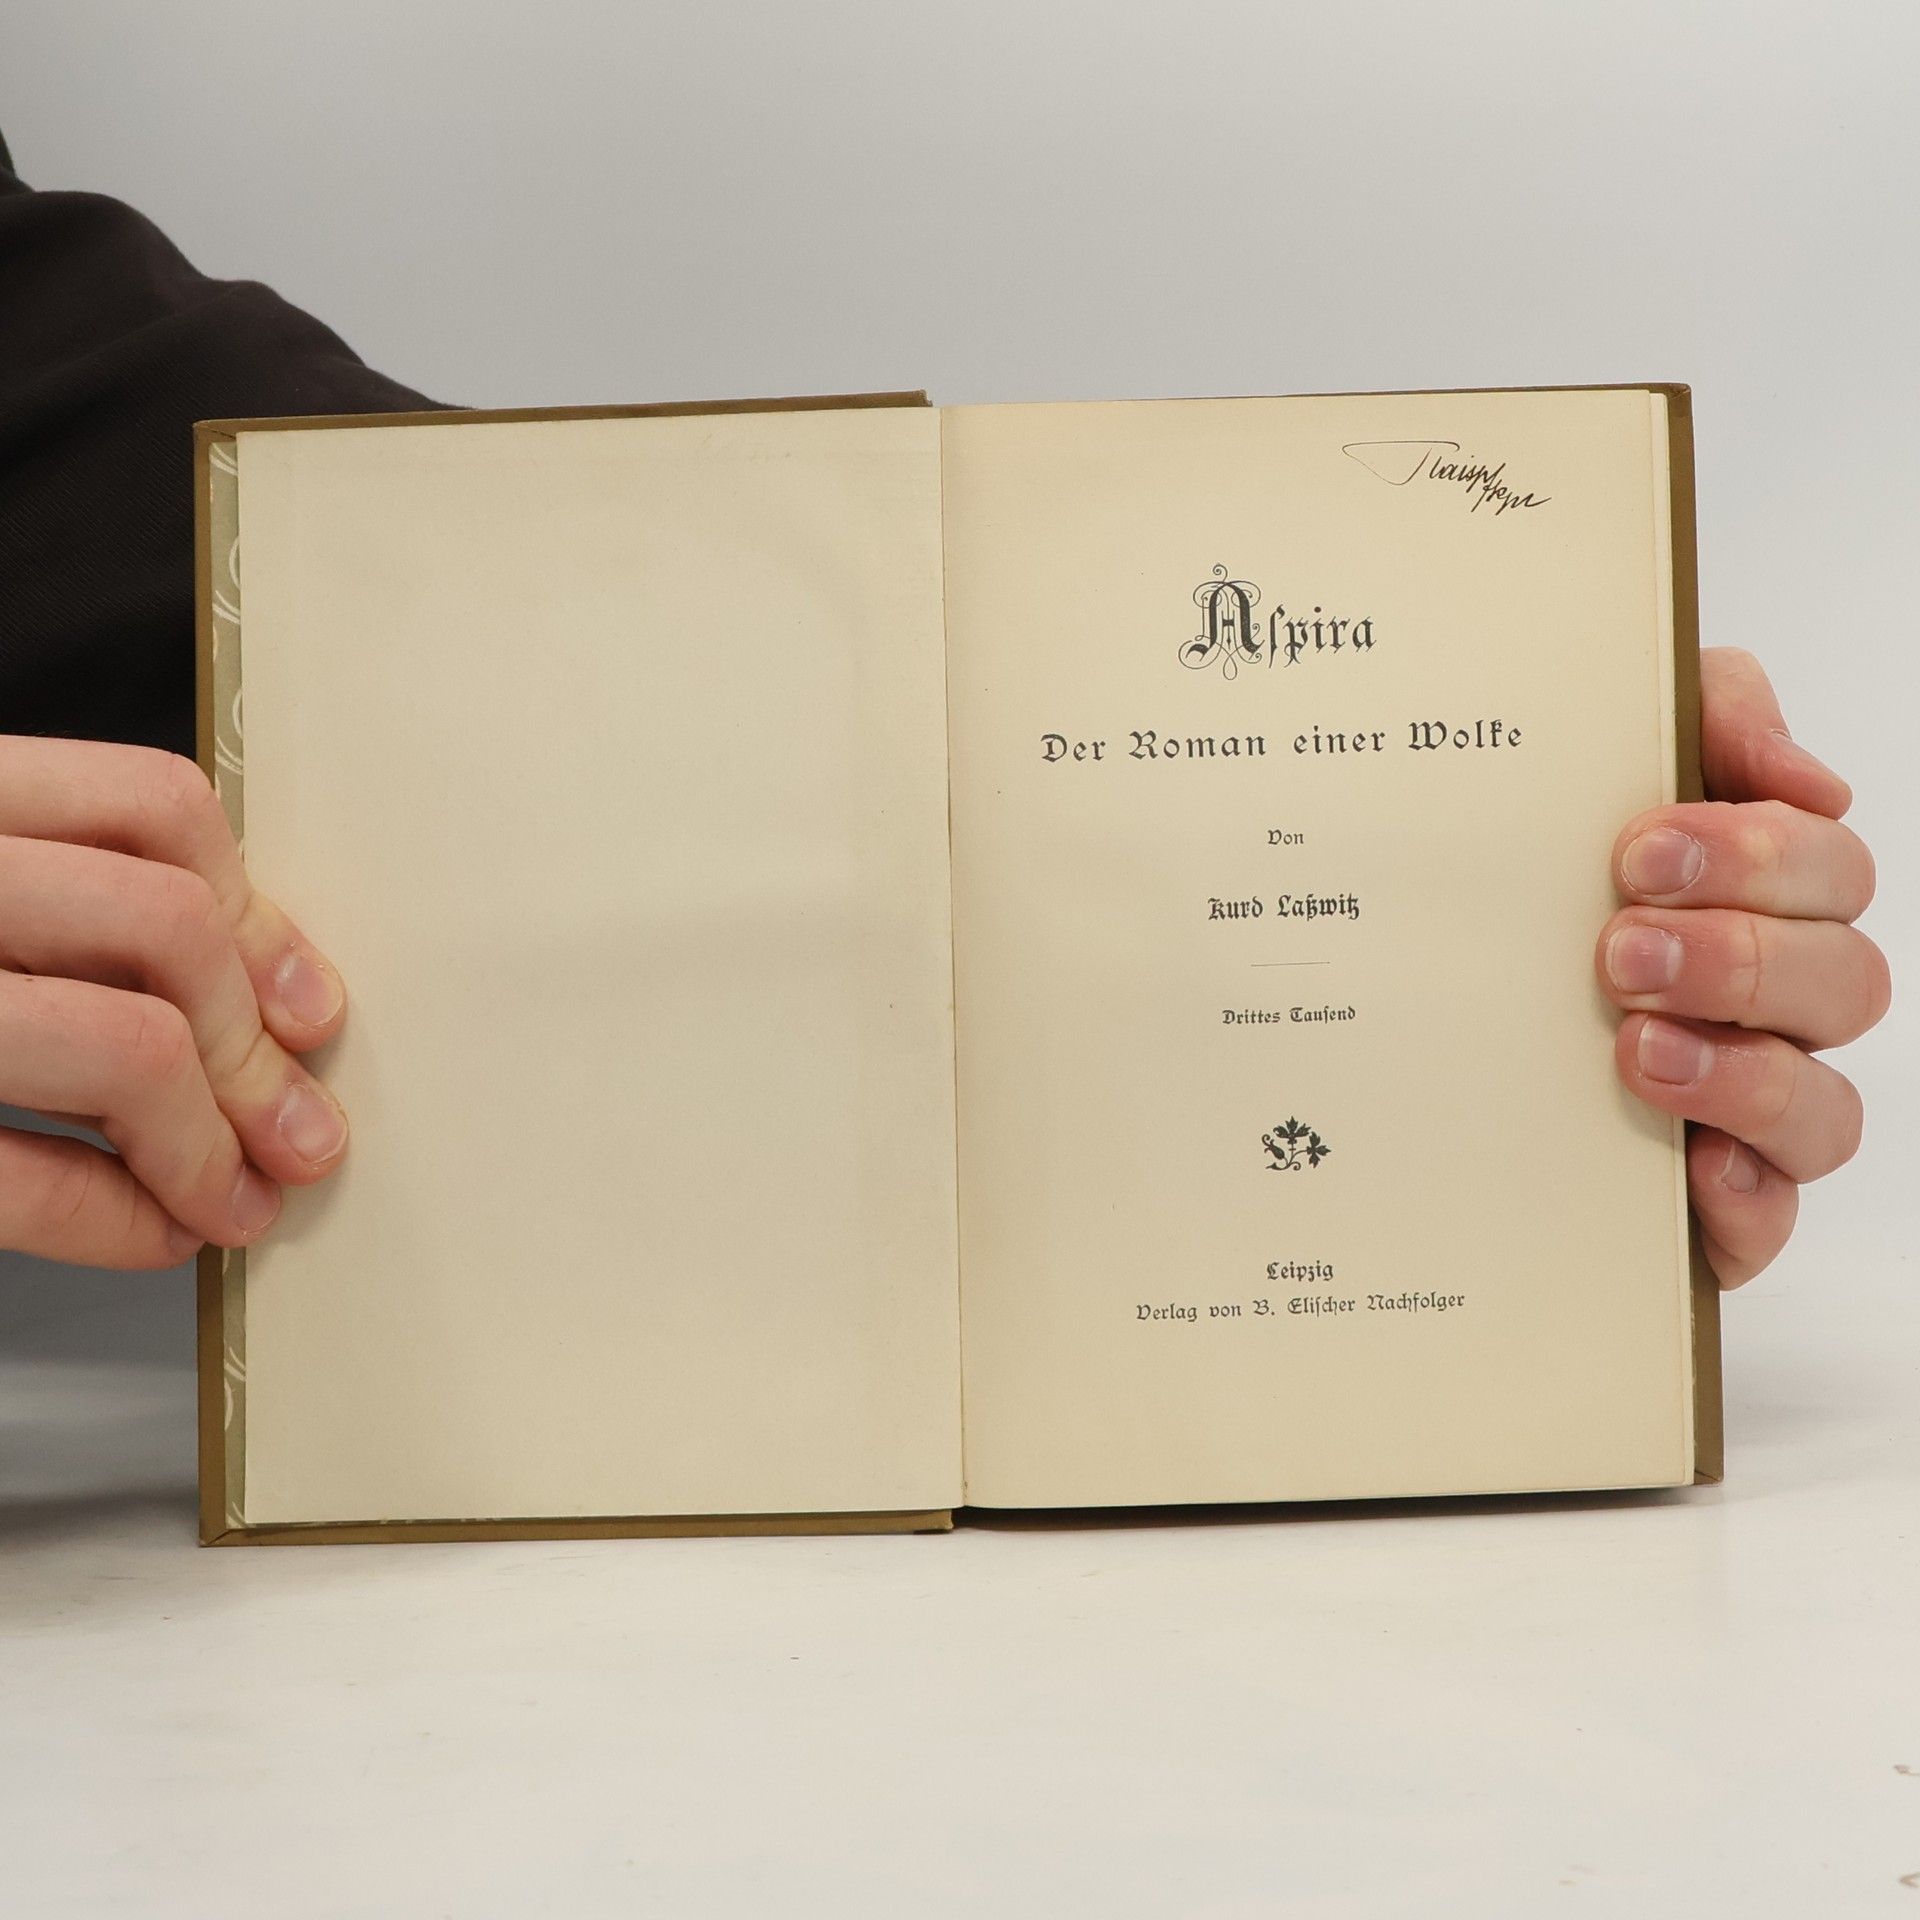 Aſpira
Der Roman einer Wolke
Von
Kurd Laßwitz
Drittes Tauſend
Leipzig
Verlag von B. Eliſcher Nachfolger